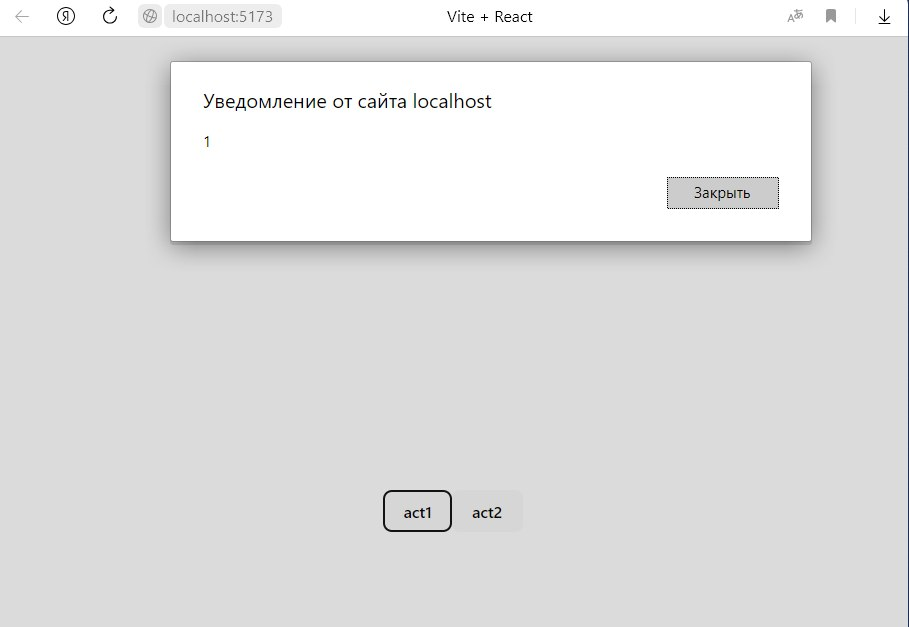 localhost:5173
Vite + React
Уведомление от сайта localhost
1
Закрыть
act1
act2